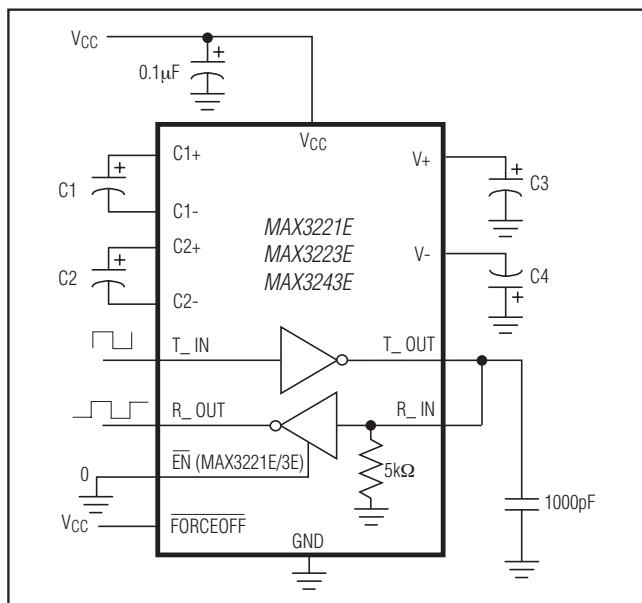 VCC
0.1µF
VCC
C1+
V+
C1
C3
C1-
C2+
MAX3221E
MAX3223E
MAX3243E
V-
C2
C4
C2-
T_ IN
T_ OUT
R_ OUT
R_ IN
0
EN (MAX3221E/3E)
5kΩ
1000pF
VCC
FORCEOFF
GND